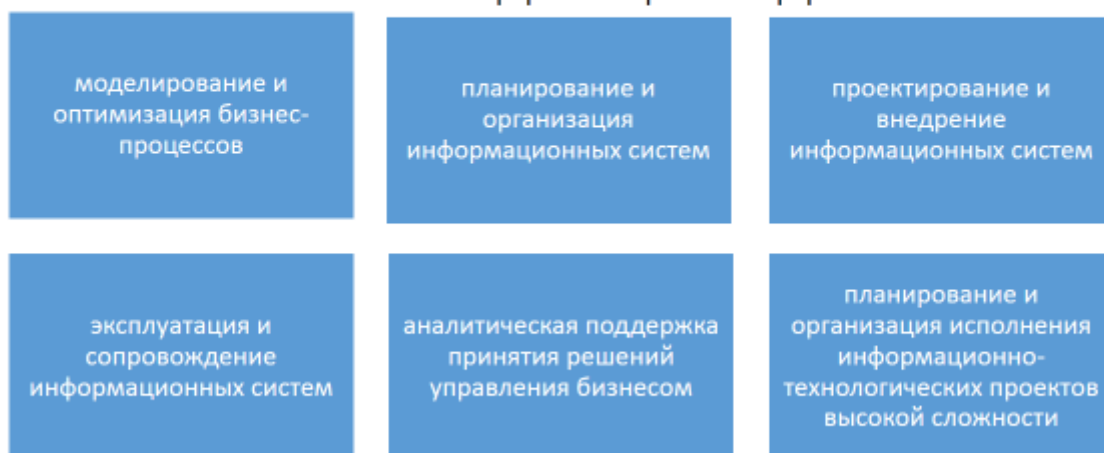 моделирование и
оптимизация бизнес-
процессов
планирование и
организация
информационных систем
проектирование и
внедрение
информационных систем
эксплуатация и
сопровождение
информационных систем
аналитическая поддержка
принятия решений
управления бизнесом
планирование и
организация исполнения
информационно-
технологических проектов
высокой сложности